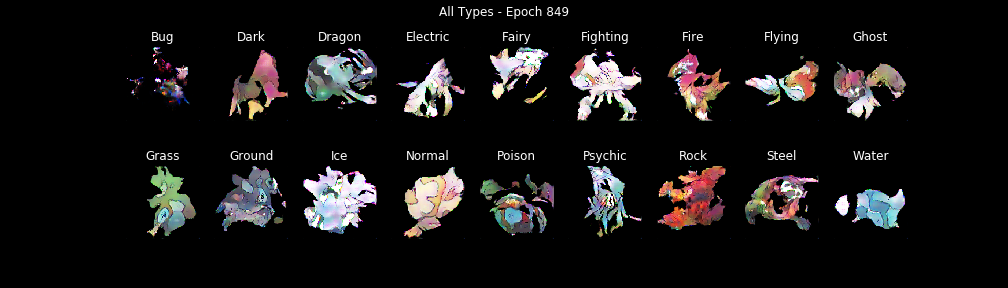 All Types - Epoch 849
Bug Dark Dragon Electric Fairy Fighting Fire Flying Ghost
Grass Ground Ice Normal Poison Psychic Rock Steel Water